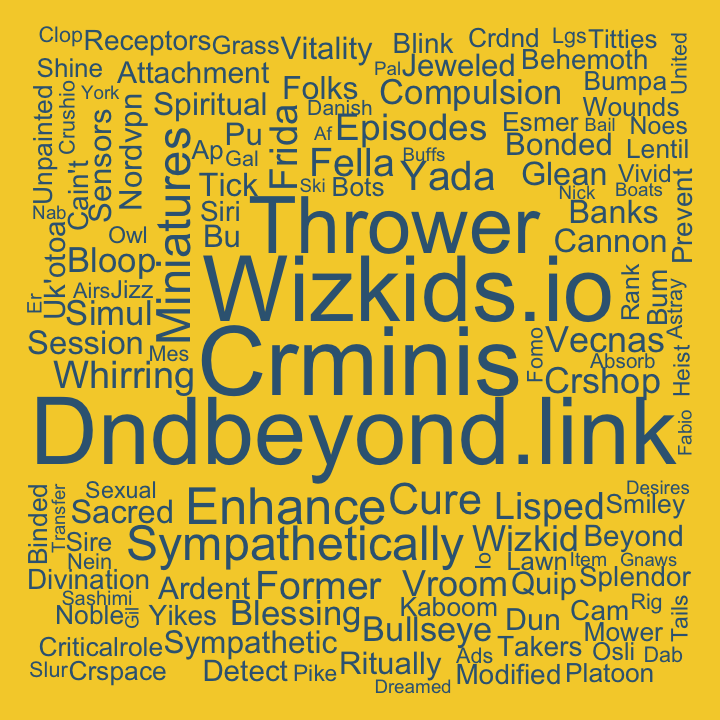 Clop Receptors Grass Vitality Blink Crdnd Lgs Titties United
Shine Attachment Pal Jeweled Behemoth
York Folks Compulsion Bumpa
Unpainted Crushio Spiritual Danish Wounds
Sensors Nordvpn Pu Frida Af Episodes Esmer Bail Noes
Cain't Miniatures Ap Gal Fella Buffs Bonded Lentil
Tick Ski Bots Yada Glean Vivid Prevent
Nab Siri Thrower Nick Boats
Uk'otoa Owl Bu Banks
Bloop Cannon
Er Airs Jizz Wizkids.io Rank Bum Astray
Simul
Session Mes Crminis Fomo Vecnas Heist
Whirring Absorb
Crshop
Dndbeyond.link Fabio
Binded Transfer Sexual Enhance Cure Lisped Desires
Sacred Smiley
Sire Sympathetically Wizkid Beyond
Nein Io Lawn Item Gnaws
Divination Ardent Former Vroom Quip Splendor
Sashimi
Noble Gil Yikes Blessing Kaboom Cam Rig Tails
Bullseye Dun Mower
Criticalrole Sympathetic Takers Osli Dab
Slur Crspace Detect Pike Ritually Ads Modified Platoon
Dreamed